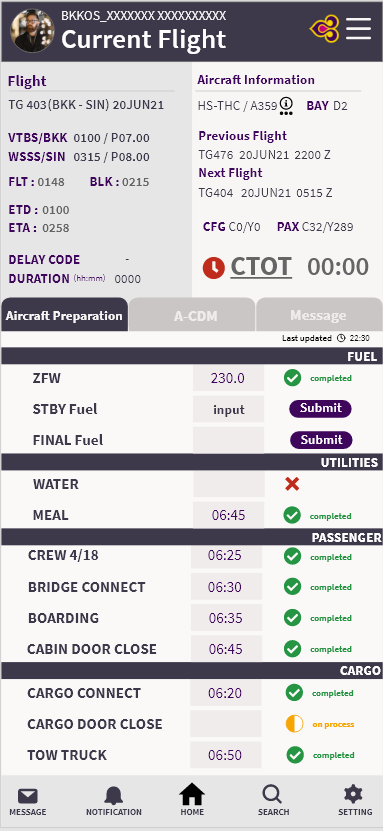 BKKOS_XXXXXXX XXXXXXXXXX
Current Flight
Flight
TG 403(BKK - SIN) 20JUN21
VTBS/BKK 0100 / P07.00
WSSS/SIN 0315 / P08.00
FLT : 0148 BLK : 0215
ETD : 0100
ETA : 0258
DELAY CODE -
DURATION (hh:mm) 0000
Aircraft Information
HS-THC / A359 BAY D2
Previous Flight
TG476 20JUN21 2200 Z
Next Flight
TG404 20JUN21 0515 Z
CFG C0/Y0 PAX C32/Y289
CTOT 00:00
Aircraft Preparation A-CDM Message
Last updated 22:30
FUEL
ZFW 230.0 completed
STBY Fuel input Submit
FINAL Fuel Submit
UTILITIES
WATER
MEAL 06:45 completed
PASSENGER
CREW 4/18 06:25 completed
BRIDGE CONNECT 06:30 completed
BOARDING 06:35 completed
CABIN DOOR CLOSE 06:45 completed
CARGO
CARGO CONNECT 06:20 completed
CARGO DOOR CLOSE on process
TOW TRUCK 06:50 completed
MESSAGE NOTIFICATION HOME SEARCH SETTING